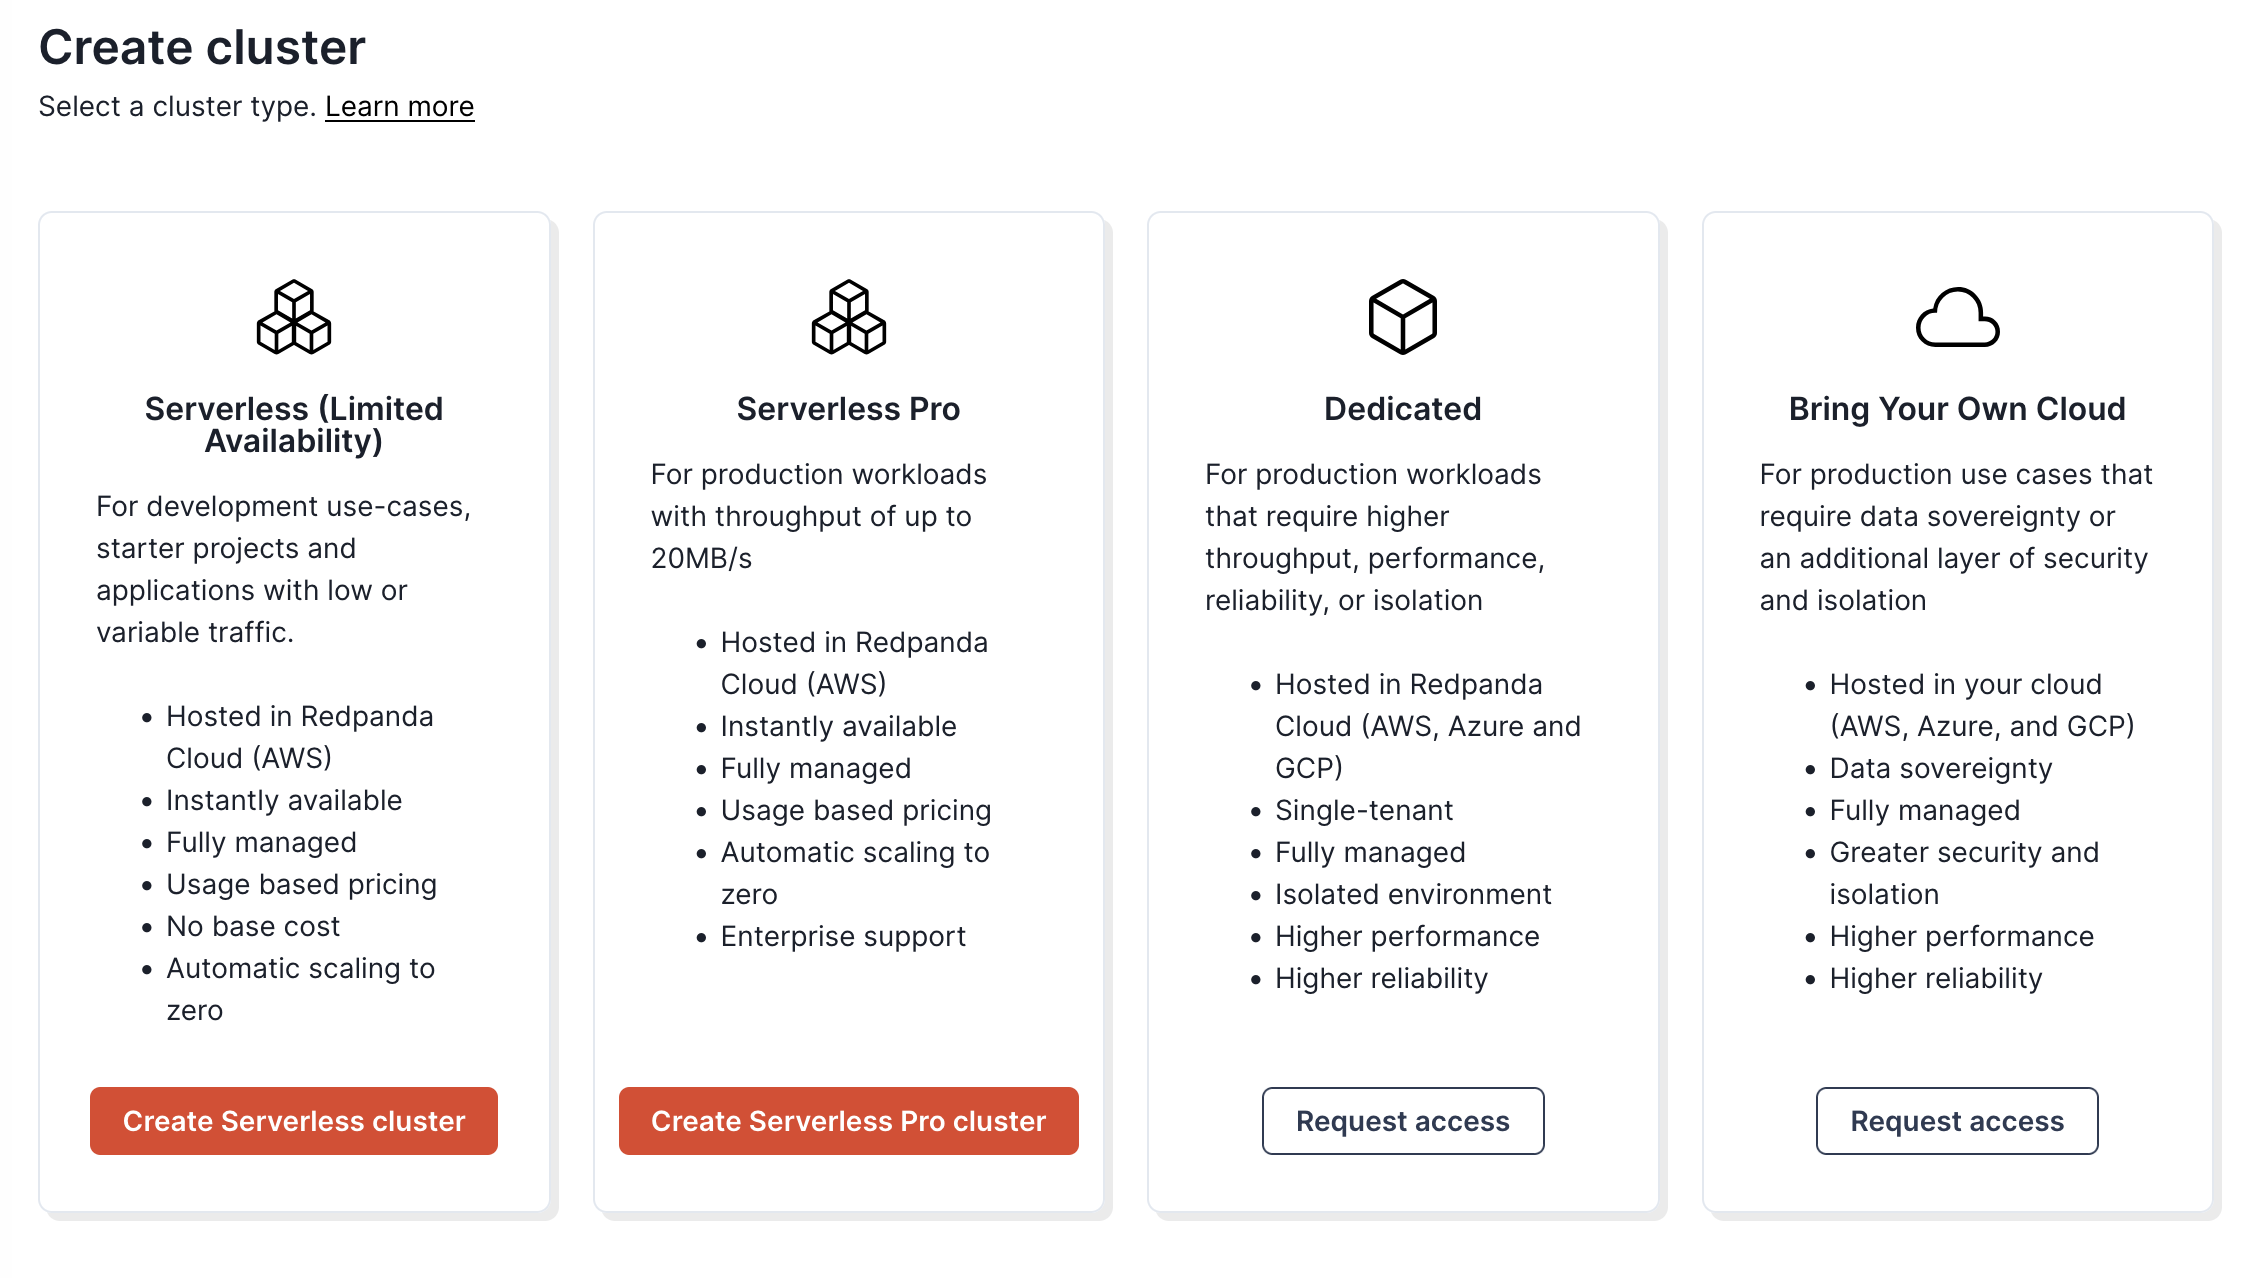 Create cluster
Select a cluster type. Learn more
Serverless (Limited
Availability)
For development use-cases,
starter projects and
applications with low or
variable traffic.
• Hosted in Redpanda
Cloud (AWS)
• Instantly available
• Fully managed
• Usage based pricing
• No base cost
• Automatic scaling to
zero
Create Serverless cluster
Serverless Pro
For production workloads
with throughput of up to
20MB/s
• Hosted in Redpanda
Cloud (AWS)
• Instantly available
• Fully managed
• Usage based pricing
• Automatic scaling to
zero
• Enterprise support
Create Serverless Pro cluster
Dedicated
For production workloads
that require higher
throughput, performance,
reliability, or isolation
• Hosted in Redpanda
Cloud (AWS, Azure and
GCP)
• Single-tenant
• Fully managed
• Isolated environment
• Higher performance
• Higher reliability
Request access
Bring Your Own Cloud
For production use cases that
require data sovereignty or
an additional layer of security
and isolation
• Hosted in your cloud
(AWS, Azure, and GCP)
• Data sovereignty
• Fully managed
• Greater security and
isolation
• Higher performance
• Higher reliability
Request access